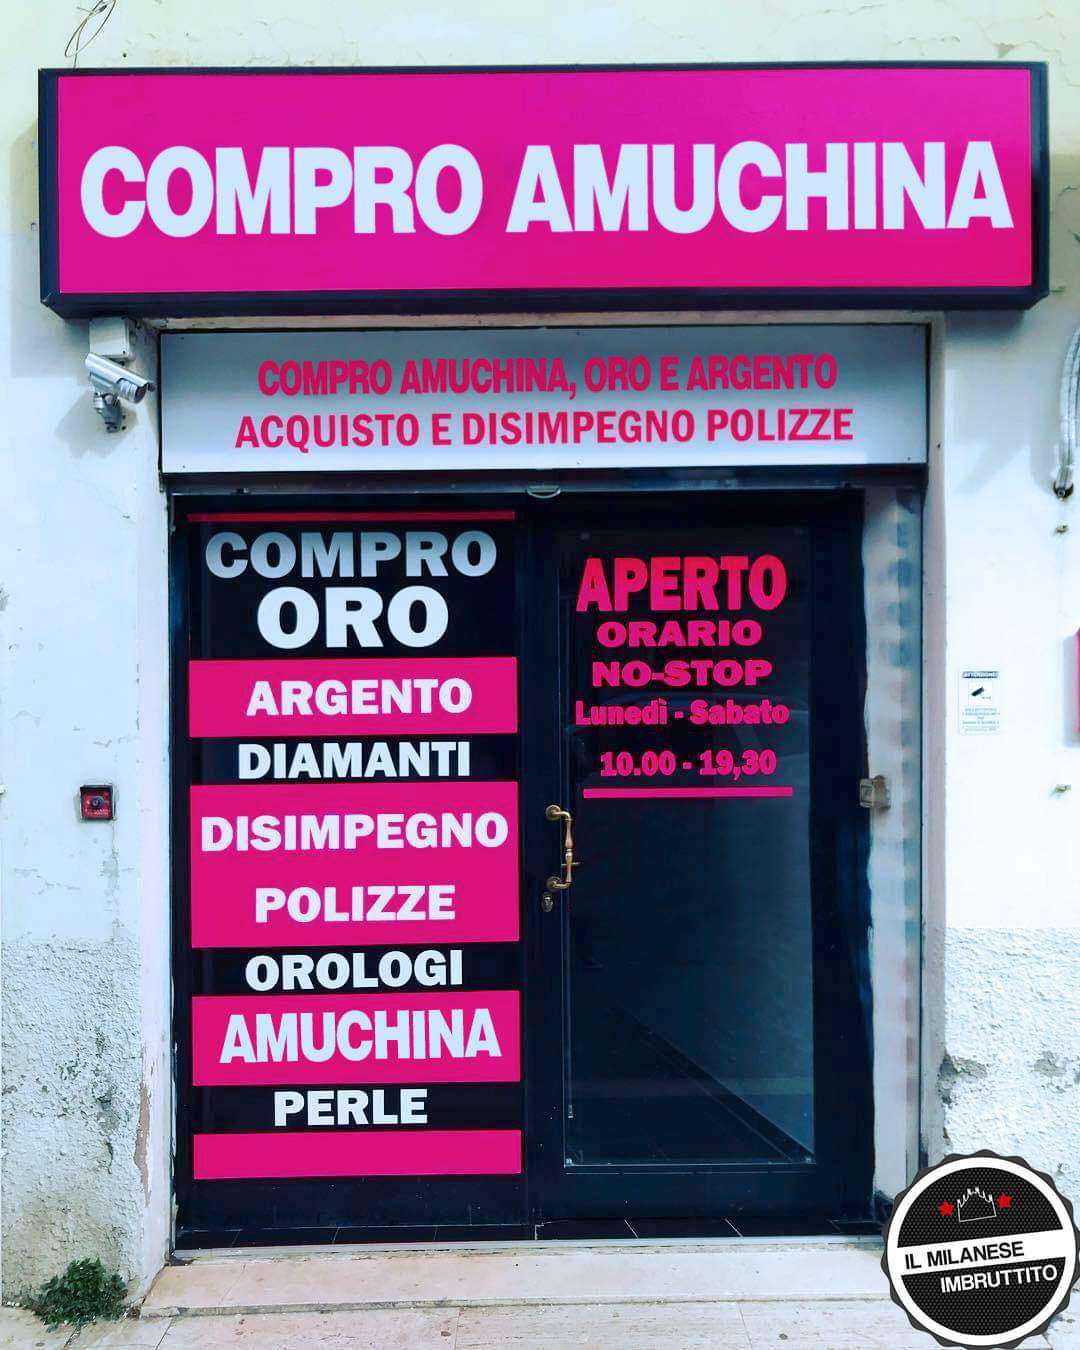 COMPRO AMUCHINA
COMPRO AMUCHINA, ORO E ARGENTO
ACQUISTO E DISIMPEGNO POLIZZE
COMPRO
ORO
ARGENTO
DIAMANTI
DISIMPEGNO
POLIZZE
OROLOGI
AMUCHINA
PERLE
APERTO
ORARIO
NO-STOP
Lunedì - Sabato
10.00 - 19,30
IL MILANESE
IMBRUTTITO